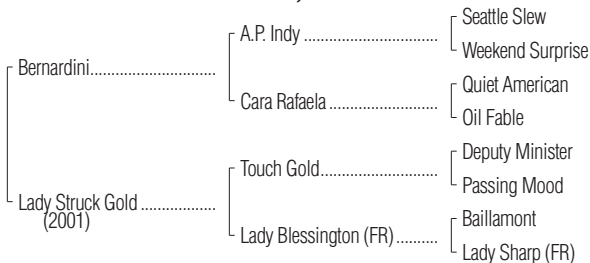 Seattle Slew
A.P. Indy ..............................
Weekend Surprise
Bernardini............................
Quiet American
Cara Rafaela ........................
Oil Fable
Deputy Minister
Touch Gold..........................
Passing Mood
Lady Struck Gold .................
(2001)
Baillamont
Lady Blessington (FR)..........
Lady Sharp (FR)